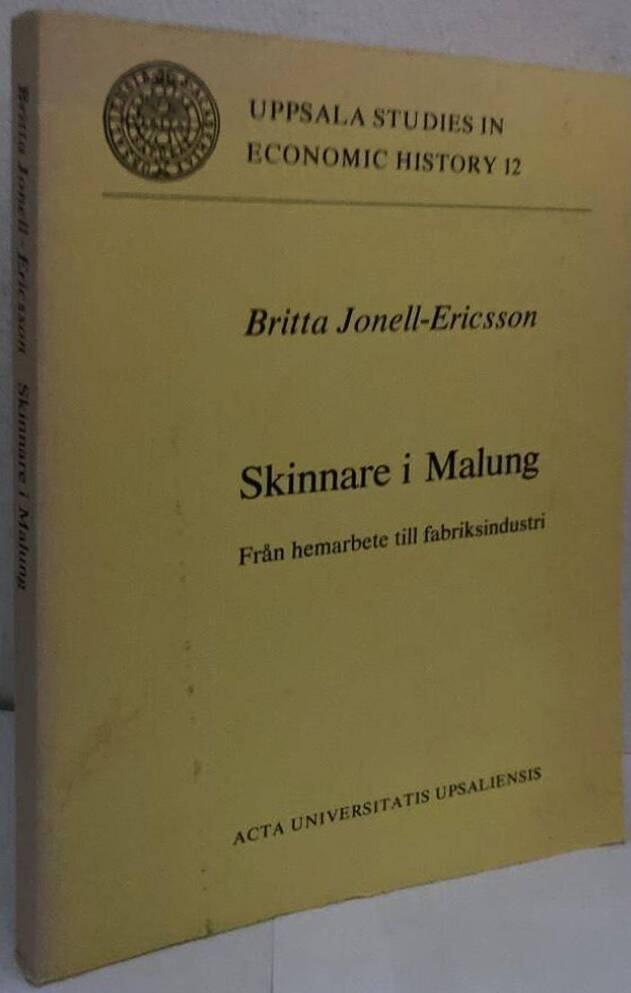 UPPSALA STUDIES IN
ECONOMIC HISTORY 12
Britta Jonell-Ericsson
Skinnare i Malung
Från hemarbete till fabriksindustri
ACTA UNIVERSITATIS UPSALIENSIS
Britta Jonell-Ericsson Skinnare i Malung